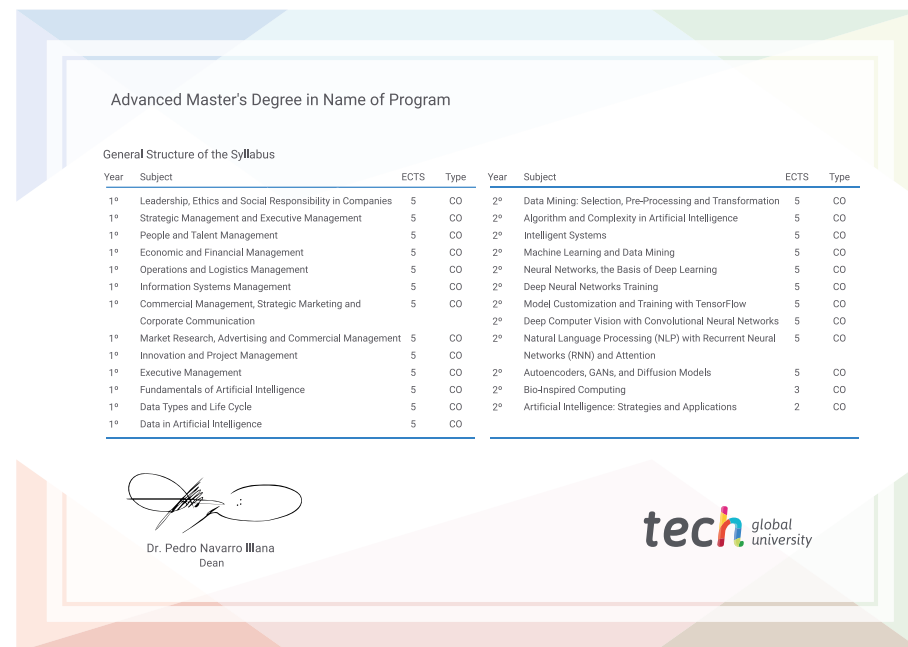 Advanced Master's Degree in Name of Program
General Structure of the Syllabus
Year Subject ECTS Type
1º Leadership, Ethics and Social Responsibility in Companies 5 CO
1º Strategic Management and Executive Management 5 CO
1º People and Talent Management 5 CO
1º Economic and Financial Management 5 CO
1º Operations and Logistics Management 5 CO
1º Information Systems Management 5 CO
1º Commercial Management, Strategic Marketing and 5 CO
Corporate Communication
1º Market Research, Advertising and Commercial Management 5 CO
1º Innovation and Project Management 5 CO
1º Executive Management 5 CO
1º Fundamentals of Artificial Intelligence 5 CO
1º Data Types and Life Cycle 5 CO
1º Data in Artificial Intelligence 5 CO
Year Subject ECTS Type
2º Data Mining: Selection, Pre-Processing and Transformation 5 CO
2º Algorithm and Complexity in Artificial Intelligence 5 CO
2º Intelligent Systems 5 CO
2º Machine Learning and Data Mining 5 CO
2º Neural Networks, the Basis of Deep Learning 5 CO
2º Deep Neural Networks Training 5 CO
2º Model Customization and Training with TensorFlow 5 CO
2º Deep Computer Vision with Convolutional Neural Networks 5 CO
2º Natural Language Processing (NLP) with Recurrent Neural 5 CO
Networks (RNN) and Attention
2º Autoencoders, GANs, and Diffusion Models 5 CO
2º Bio-Inspired Computing 3 CO
2º Artificial Intelligence: Strategies and Applications 2 CO
Dr. Pedro Navarro Illana
Dean
tech global
university